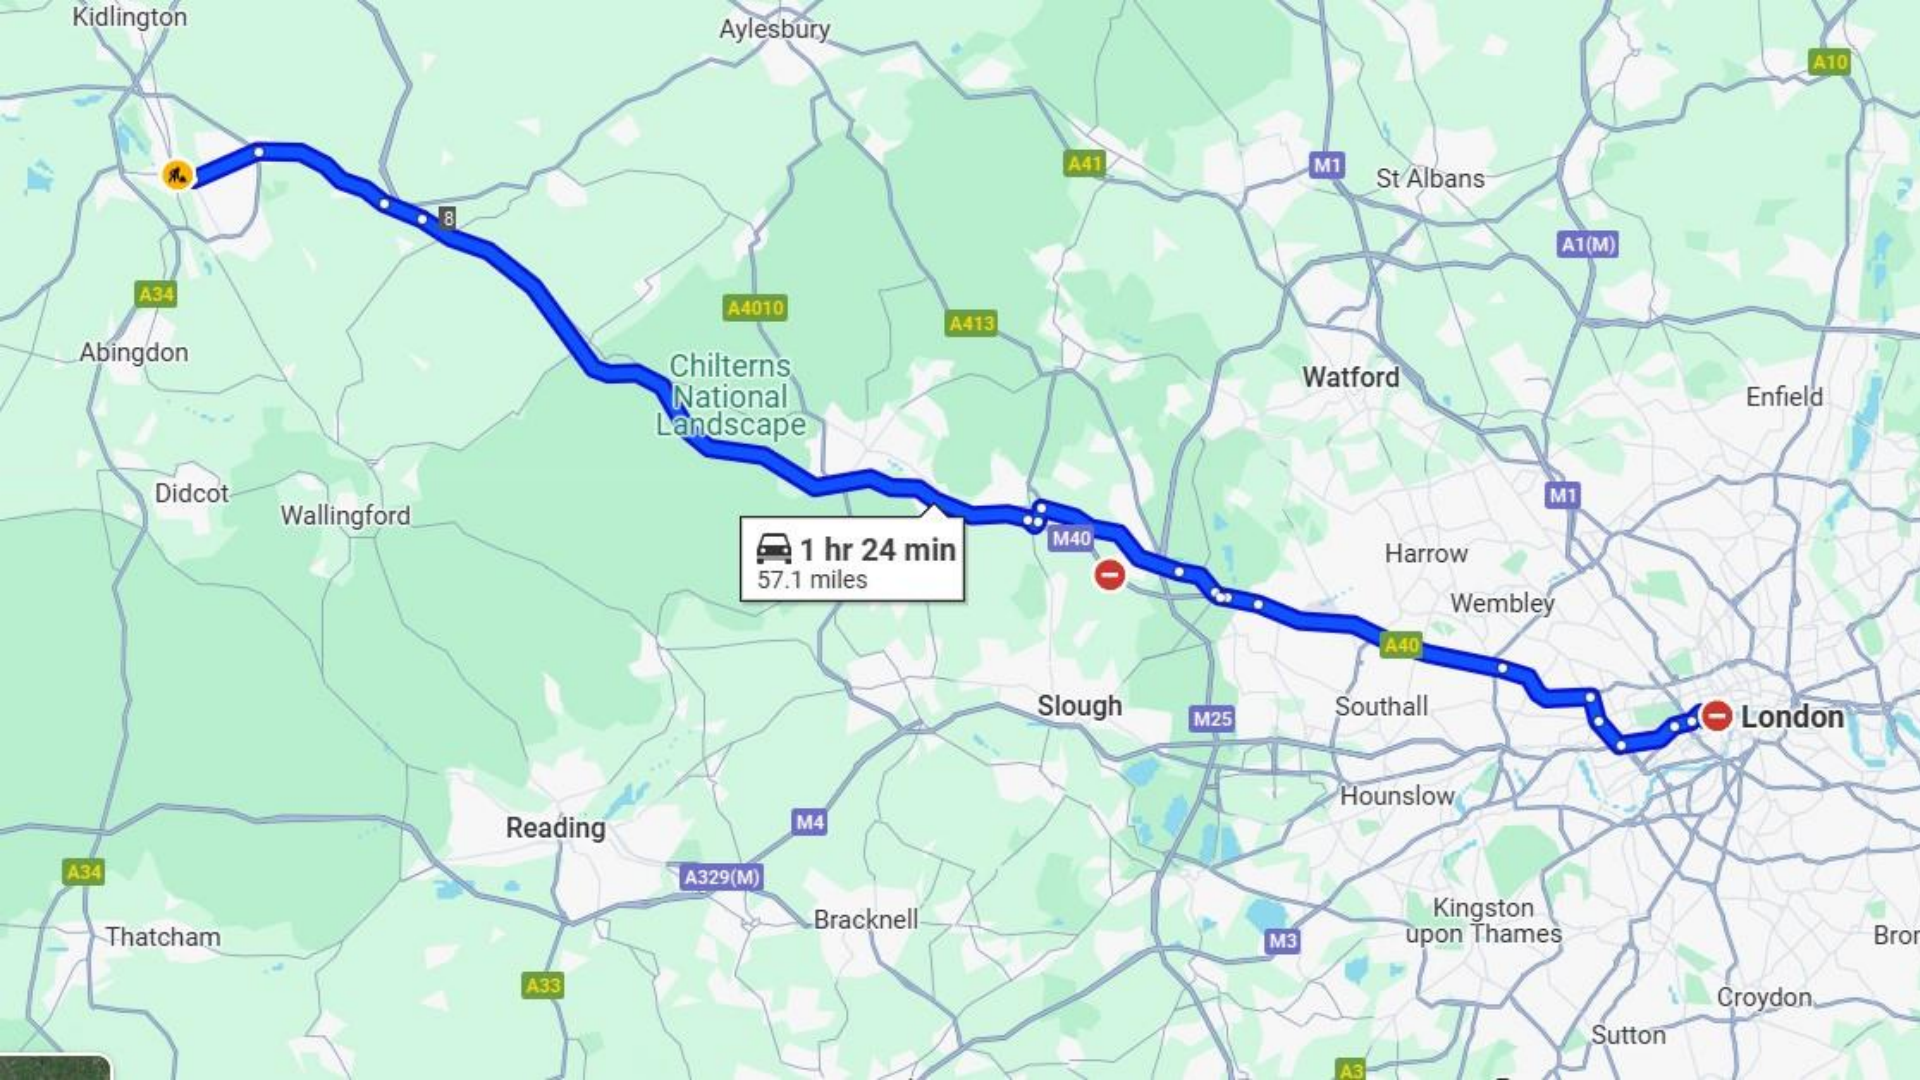 Kidlington
Aylesbury
A10
A41
M1
St Albans
8
A1(M)
A34
A4010
A413
Abingdon
Chilterns
National
Landscape
Watford
Enfield
Didcot
Wallingford
M1
M40
1 hr 24 min
57.1 miles
Harrow
Wembley
A40
Slough
M25
Southall
London
Hounslow
Reading
M4
A34
A329(M)
Bracknell
Kingston
upon Thames
Thatcham
M3
Bror
A33
Croydon
Sutton
A3